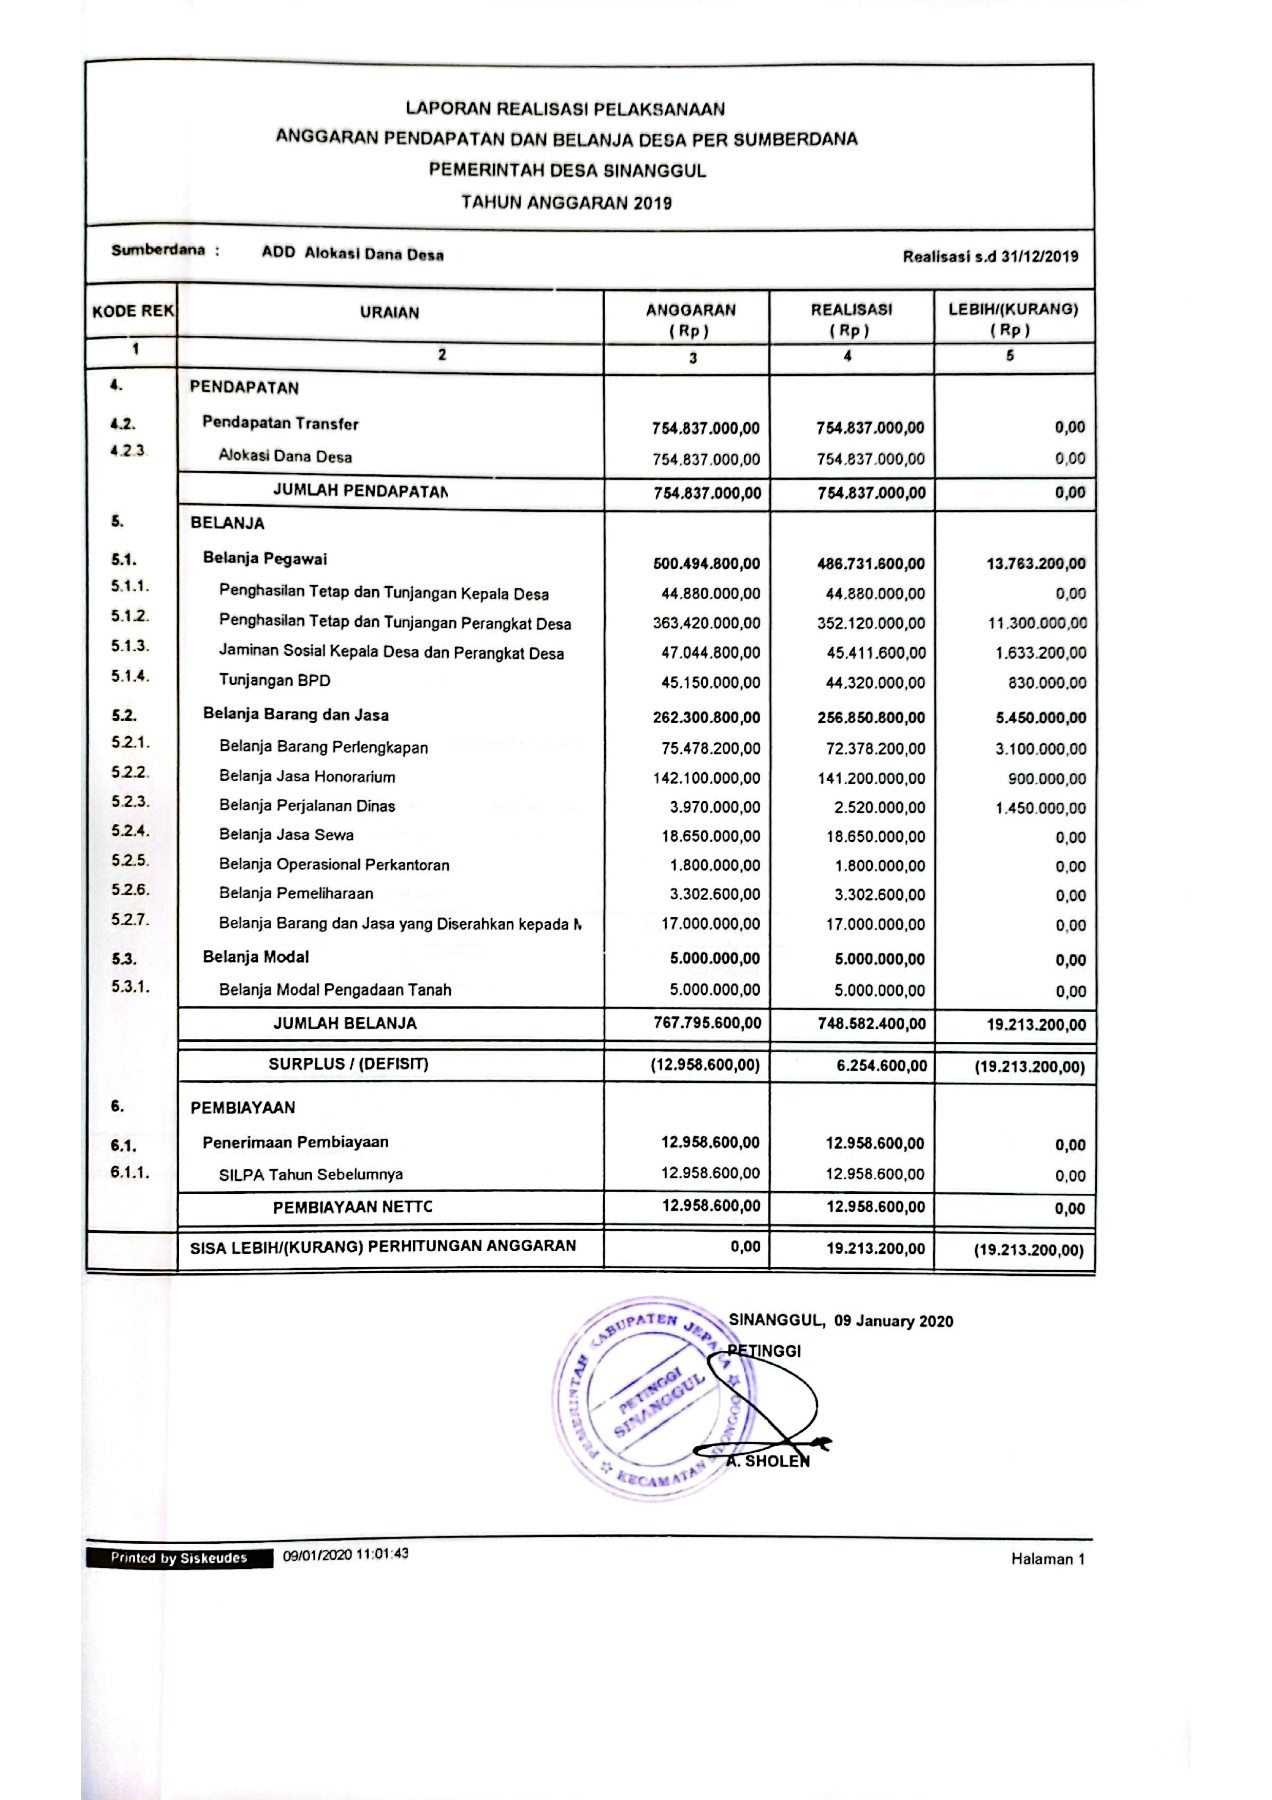 LAPORAN REALISASI PELAKSANAAN
ANGGARAN PENDAPATAN DAN BELANJA DESA PER SUMBERDANA
PEMERINTAH DESA SINANGGUL
TAHUN ANGGARAN 2019
Sumberdana : ADD Alokasi Dana Desa Realisasi s.d 31/12/2019
KODE REK URAIAN ANGGARAN (Rp) REALISASI (Rp) LEBIH/(KURANG) (Rp)
1 2 3 4 5
4. PENDAPATAN
4.2. Pendapatan Transfer 754.837.000,00 754.837.000,00 0,00
4.2.3 Alokasi Dana Desa 754.837.000,00 754.837.000,00 0,00
JUMLAH PENDAPATAN 754.837.000,00 754.837.000,00 0,00
5. BELANJA
5.1. Belanja Pegawai 500.494.800,00 486.731.600,00 13.763.200,00
5.1.1. Penghasilan Tetap dan Tunjangan Kepala Desa 44.880.000,00 44.880.000,00 0,00
5.1.2. Penghasilan Tetap dan Tunjangan Perangkat Desa 363.420.000,00 352.120.000,00 11.300.000,00
5.1.3. Jaminan Sosial Kepala Desa dan Perangkat Desa 47.044.800,00 45.411.600,00 1.633.200,00
5.1.4. Tunjangan BPD 45.150.000,00 44.320.000,00 830.000,00
5.2. Belanja Barang dan Jasa 262.300.800,00 256.850.800,00 5.450.000,00
5.2.1. Belanja Barang Perlengkapan 75.478.200,00 72.378.200,00 3.100.000,00
5.2.2. Belanja Jasa Honorarium 142.100.000,00 141.200.000,00 900.000,00
5.2.3. Belanja Perjalanan Dinas 3.970.000,00 2.520.000,00 1.450.000,00
5.2.4. Belanja Jasa Sewa 18.650.000,00 18.650.000,00 0,00
5.2.5. Belanja Operasional Perkantoran 1.800.000,00 1.800.000,00 0,00
5.2.6. Belanja Pemeliharaan 3.302.600,00 3.302.600,00 0,00
5.2.7. Belanja Barang dan Jasa yang Diserahkan kepada M 17.000.000,00 17.000.000,00 0,00
5.3. Belanja Modal 5.000.000,00 5.000.000,00 0,00
5.3.1. Belanja Modal Pengadaan Tanah 5.000.000,00 5.000.000,00 0,00
JUMLAH BELANJA 767.795.600,00 748.582.400,00 19.213.200,00
SURPLUS / (DEFISIT) (12.958.600,00) 6.254.600,00 (19.213.200,00)
6. PEMBIAYAAN
6.1. Penerimaan Pembiayaan 12.958.600,00 12.958.600,00 0,00
6.1.1. SILPA Tahun Sebelumnya 12.958.600,00 12.958.600,00 0,00
PEMBIAYAAN NETTO 12.958.600,00 12.958.600,00 0,00
SISA LEBIH/(KURANG) PERHITUNGAN ANGGARAN 0,00 19.213.200,00 (19.213.200,00)
SINANGGUL, 09 January 2020
PETINGGI
PEMERINTAH KABUPATEN JEPARA
PETINGGI
SINANGGUL
KECAMATAN MLONGGO
A. SHOLEH
Printed by Siskeudes 09/01/2020 11:01:43 Halaman 1